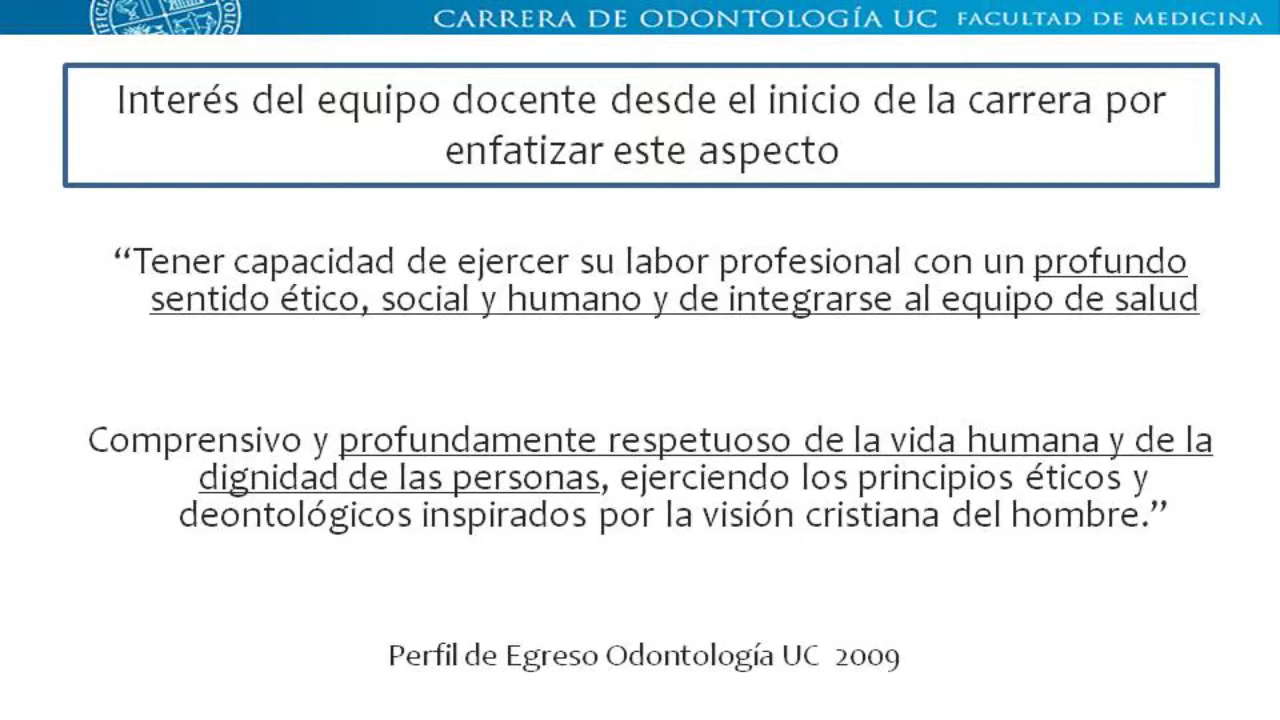 CARRERA DE ODONTOLOGÍA UC FACULTAD DE MEDICINA
Interés del equipo docente desde el inicio de la carrera por
enfatizar este aspecto
“Tener capacidad de ejercer su labor profesional con un profundo
sentido ético, social y humano y de integrarse al equipo de salud
Comprensivo y profundamente respetuoso de la vida humana y de la
dignidad de las personas, ejerciendo los principios éticos y
deontológicos inspirados por la visión cristiana del hombre.”
Perfil de Egreso Odontología UC 2009